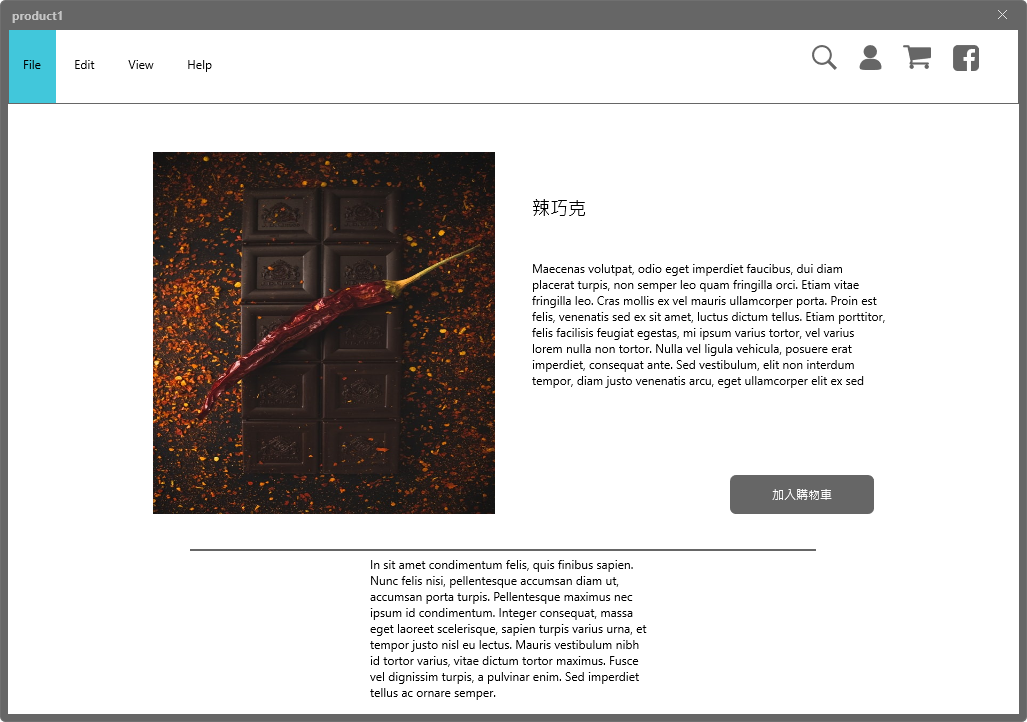 product1
File Edit View Help
辣巧克
Maecenas volutpat, odio eget imperdiet faucibus, dui diam
placerat turpis, non semper leo quam fringilla orci. Etiam vitae
fringilla leo. Cras mollis ex vel mauris ullamcorper porta. Proin est
felis, venenatis sed ex sit amet, luctus dictum tellus. Etiam porttitor,
felis facilisis feugiat egestas, mi ipsum varius tortor, vel varius
lorem nulla non tortor. Nulla vel ligula vehicula, posuere erat
imperdiet, consequat ante. Sed vestibulum, elit non interdum
tempor, diam justo venenatis arcu, eget ullamcorper elit ex sed
加入購物車
In sit amet condimentum felis, quis finibus sapien.
Nunc felis nisi, pellentesque accumsan diam ut,
accumsan porta turpis. Pellentesque maximus nec
ipsum id condimentum. Integer consequat, massa
eget laoreet scelerisque, sapien turpis varius urna, et
tempor justo nisl eu lectus. Mauris vestibulum nibh
id tortor varius, vitae dictum tortor maximus. Fusce
vel dignissim turpis, a pulvinar enim. Sed imperdiet
tellus ac ornare semper.